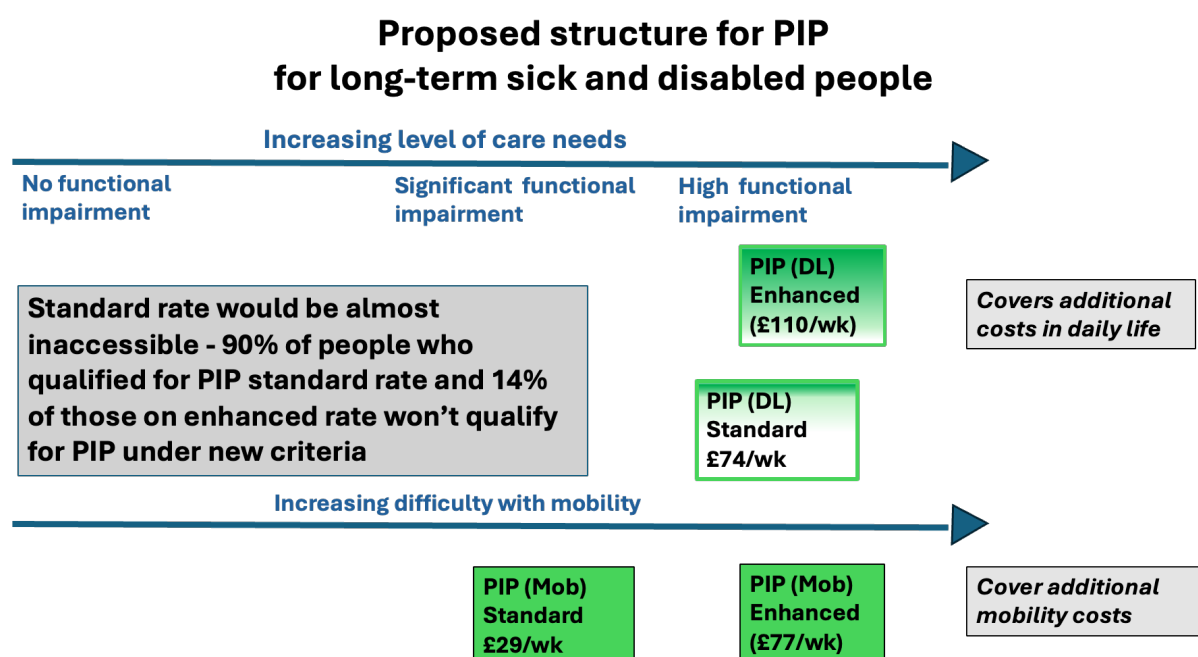 Proposed structure for PIP
for long-term sick and disabled people
Increasing level of care needs
No functional
impairment
Significant functional
impairment
High functional
impairment
PIP (DL)
Enhanced
(£110/wk)
Covers additional
costs in daily life
Standard rate would be almost
inaccessible - 90% of people who
qualified for PIP standard rate and 14%
of those on enhanced rate won’t qualify
for PIP under new criteria
PIP (DL)
Standard
£74/wk
Increasing difficulty with mobility
PIP (Mob)
Standard
£29/wk
PIP (Mob)
Enhanced
(£77/wk)
Cover additional
mobility costs